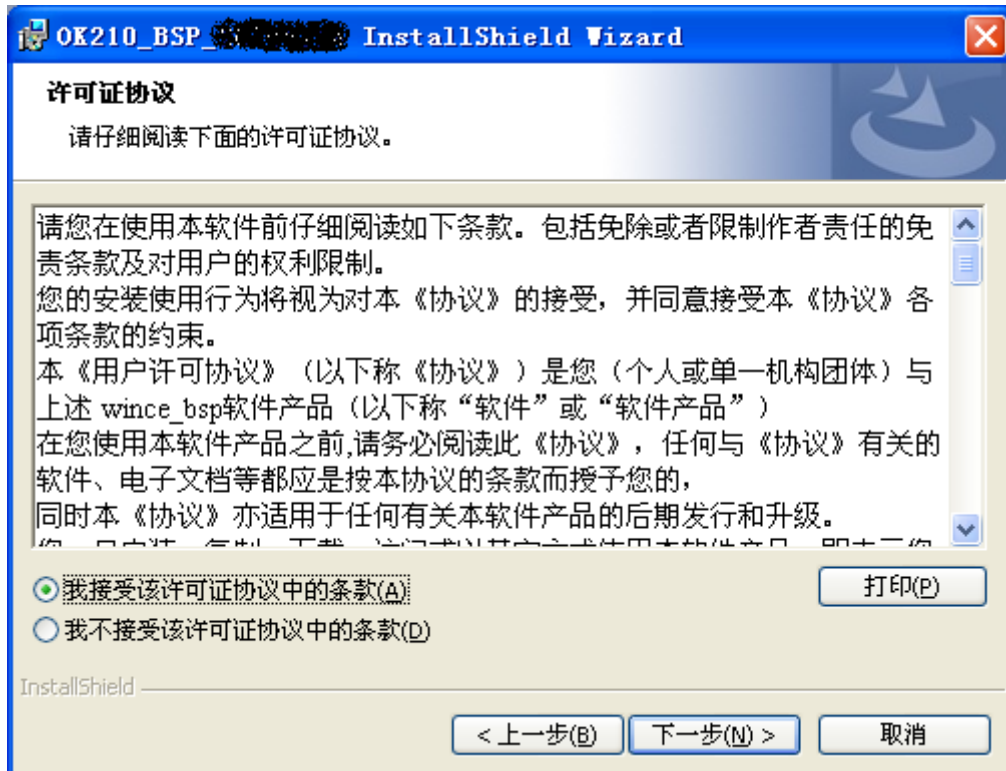 OK210_BSP_ InstallShield Wizard
许可证协议
请仔细阅读下面的许可证协议。
请您在使用本软件前仔细阅读如下条款。包括免除或者限制作者责任的免
责条款及对用户的权利限制。
您的安装使用行为将视为对本《协议》的接受，并同意接受本《协议》各
项条款的约束。
本《用户许可协议》（以下称《协议》）是您（个人或单一机构团体）与
上述 wince_bsp软件产品（以下称“软件”或“软件产品”）
在您使用本软件产品之前,请务必阅读此《协议》，任何与《协议》有关的
软件、电子文档等都应是按本协议的条款而授予您的，
同时本《协议》亦适用于任何有关本软件产品的后期发行和升级。
我接受该许可证协议中的条款(A)
打印(P)
我不接受该许可证协议中的条款(D)
InstallShield
< 上一步(B)
下一步(N) >
取消